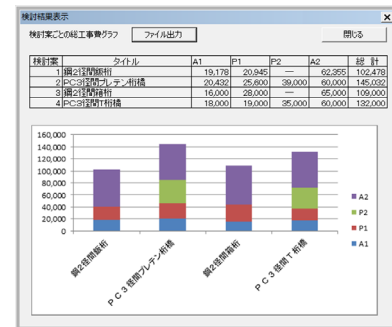 検討結果表示
検討案ごとの総工事費グラフ ファイル出力 閉じる
検討案 タイトル A1 P1 P2 A2 総 計
1 鋼2径間鈑桁 19,178 20,945 — 62,355 102,478
2 PC3径間プレテン桁橋 20,432 25,600 39,000 60,000 145,032
3 鋼2径間箱桁 16,000 28,000 — 65,000 109,000
4 PC3径間T桁橋 18,000 19,000 35,000 60,000 132,000
160,000
140,000
120,000
100,000
80,000
60,000
40,000
20,000
0
鋼2径間鈑桁
PC3径間プレテン桁橋
鋼2径間箱桁
PC3径間T桁橋
A2
P2
P1
A1